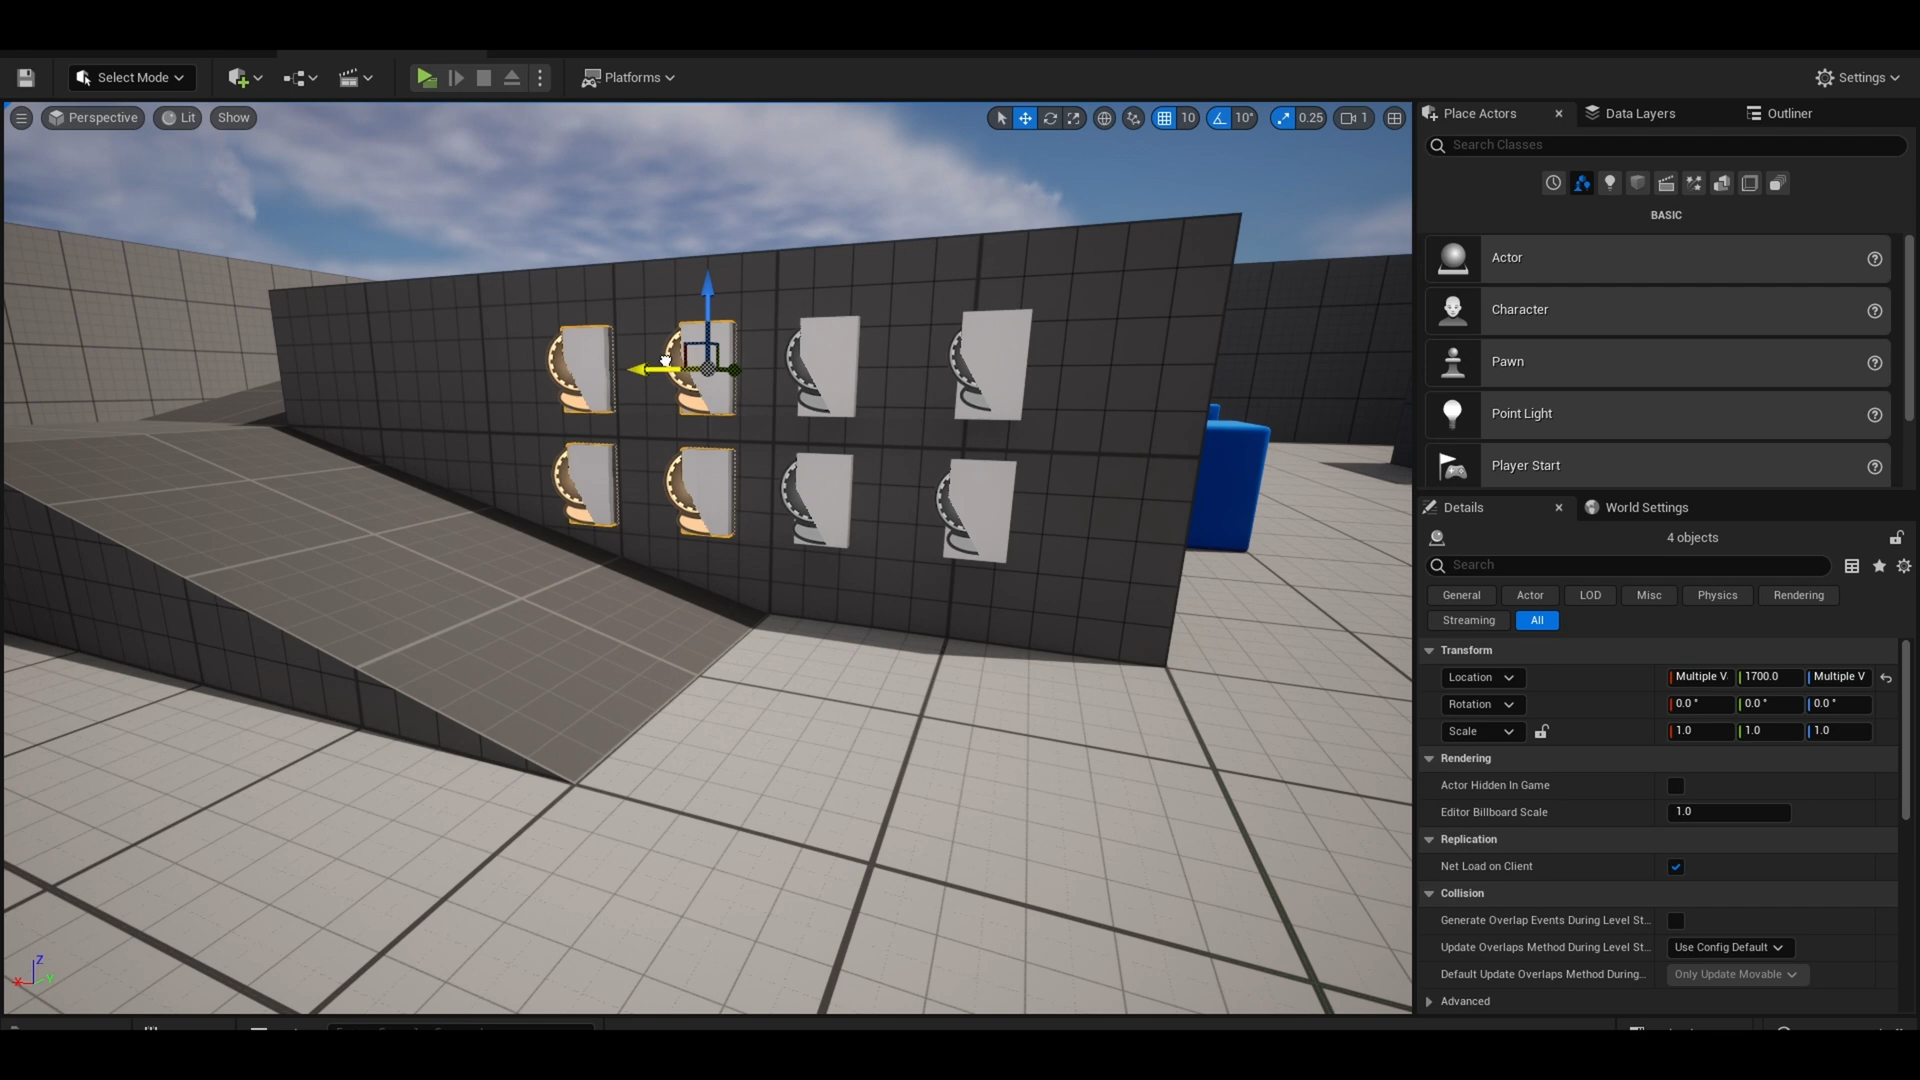 Select Mode
Platforms
Settings
Perspective
Lit
Show
10
10°
0.25
1
Place Actors
Data Layers
Outliner
Search Classes
BASIC
Actor
Character
Pawn
Point Light
Player Start
Details
World Settings
4 objects
Search
General
Actor
LOD
Misc
Physics
Rendering
Streaming
All
Transform
Location
Multiple V
1700.0
Multiple V
Rotation
0.0 °
0.0 °
0.0 °
Scale
1.0
1.0
1.0
Rendering
Actor Hidden In Game
Editor Billboard Scale
1.0
Replication
Net Load on Client
Collision
Generate Overlap Events During Level St...
Update Overlaps Method During Level St...
Use Config Default
Default Update Overlaps Method During...
Only Update Movable
Advanced
Z
X
Y